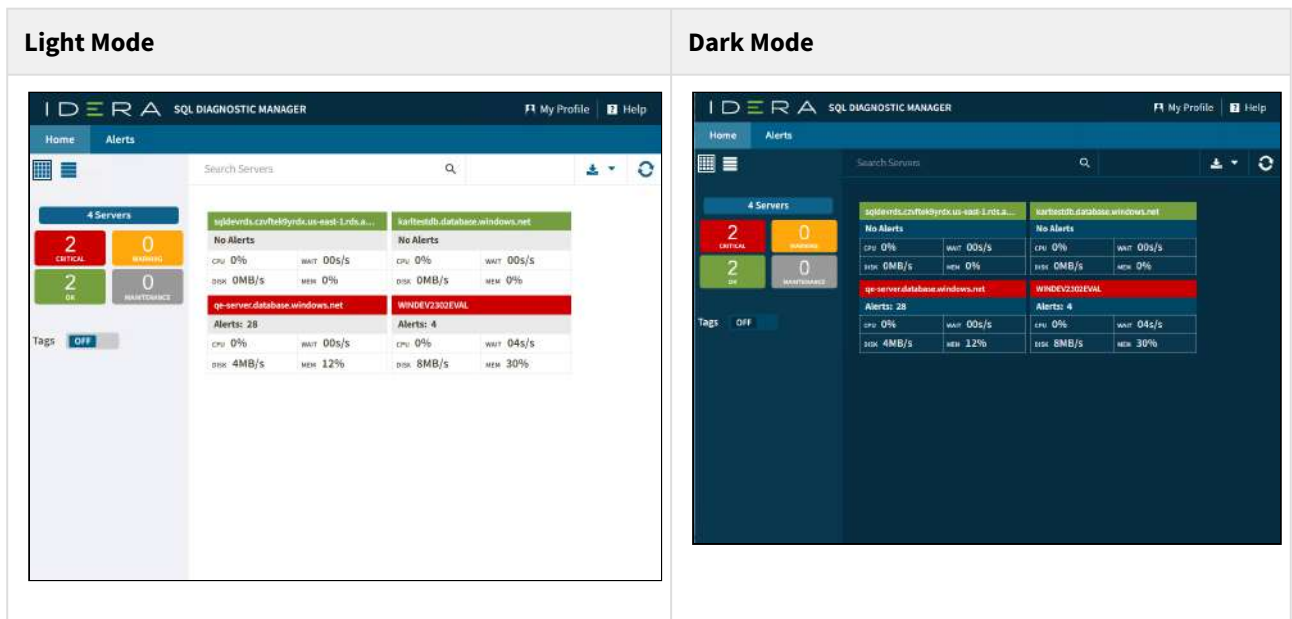 Light Mode
Dark Mode
IDERA SQL DIAGNOSTIC MANAGER My Profile Help
Home Alerts
Search Servers
4 Servers
2 CRITICAL
0 WARNING
2 OK
0 MAINTENANCE
Tags OFF
sqldevrds.czvftek9yrdx.us-east-1.rds.a... karltestdb.database.windows.net
No Alerts No Alerts
CPU 0% WAIT 00s/s CPU 0% WAIT 00s/s
DISK 0MB/s MEM 0% DISK 0MB/s MEM 0%
qe-server.database.windows.net WINDEV2302EVAL
Alerts: 28 Alerts: 4
CPU 0% WAIT 00s/s CPU 0% WAIT 04s/s
DISK 4MB/s MEM 12% DISK 8MB/s MEM 30%
IDERA SQL DIAGNOSTIC MANAGER My Profile Help
Home Alerts
Search Servers
4 Servers
2 CRITICAL
0 WARNING
2 OK
0 MAINTENANCE
Tags OFF
sqldevrds.czvftek9yrdx.us-east-1.rds.a... karltestdb.database.windows.net
No Alerts No Alerts
CPU 0% WAIT 00s/s CPU 0% WAIT 00s/s
DISK 0MB/s MEM 0% DISK 0MB/s MEM 0%
qe-server.database.windows.net WINDEV2302EVAL
Alerts: 28 Alerts: 4
CPU 0% WAIT 00s/s CPU 0% WAIT 04s/s
DISK 4MB/s MEM 12% DISK 8MB/s MEM 30%